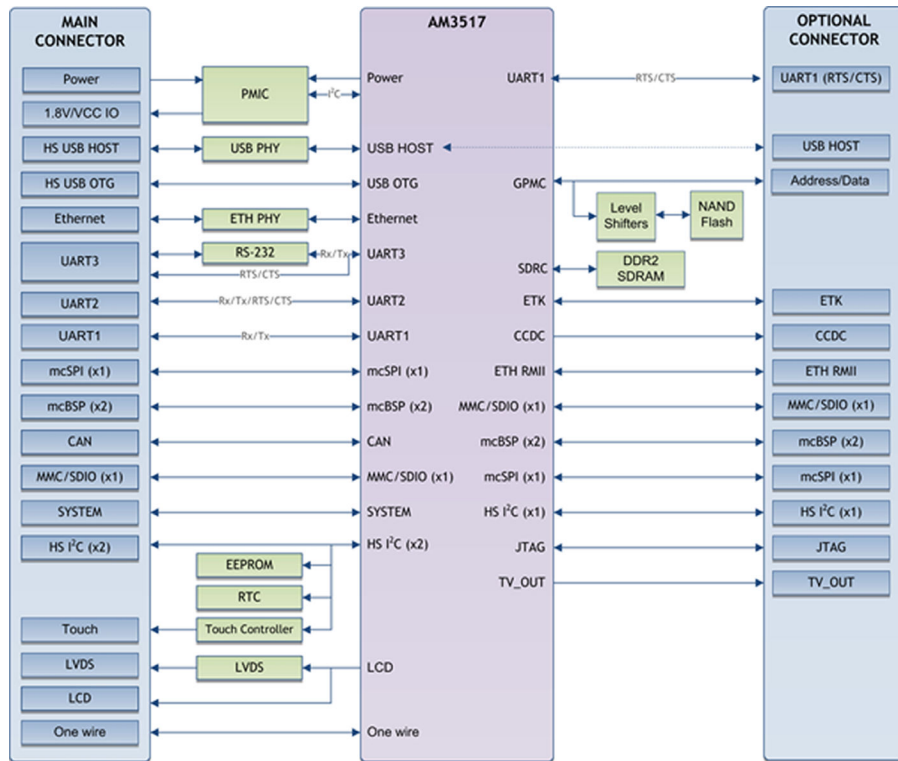 MAIN
CONNECTOR
AM3517
OPTIONAL
CONNECTOR
Power
PMIC
Power
I²C
UART1
RTS/CTS
UART1 (RTS/CTS)
1.8V/VCC IO
HS USB HOST
USB PHY
USB HOST
USB HOST
HS USB OTG
USB OTG
GPMC
Address/Data
Level
Shifters
NAND
Flash
Ethernet
ETH PHY
Ethernet
UART3
RS-232
Rx/Tx
UART3
RTS/CTS
SDRC
DDR2
SDRAM
UART2
Rx/Tx/RTS/CTS
UART2
ETK
ETK
UART1
Rx/Tx
UART1
CCDC
CCDC
mcSPI (x1)
mcSPI (x1)
ETH RMII
ETH RMII
mcBSP (x2)
mcBSP (x2)
MMC/SDIO (x1)
MMC/SDIO (x1)
CAN
CAN
mcBSP (x2)
mcBSP (x2)
MMC/SDIO (x1)
MMC/SDIO (x1)
mcSPI (x1)
mcSPI (x1)
SYSTEM
SYSTEM
HS I²C (x1)
HS I²C (x1)
HS I²C (x2)
HS I²C (x2)
JTAG
JTAG
EEPROM
TV_OUT
TV_OUT
RTC
Touch
Touch Controller
LVDS
LVDS
LCD
LCD
One wire
One wire